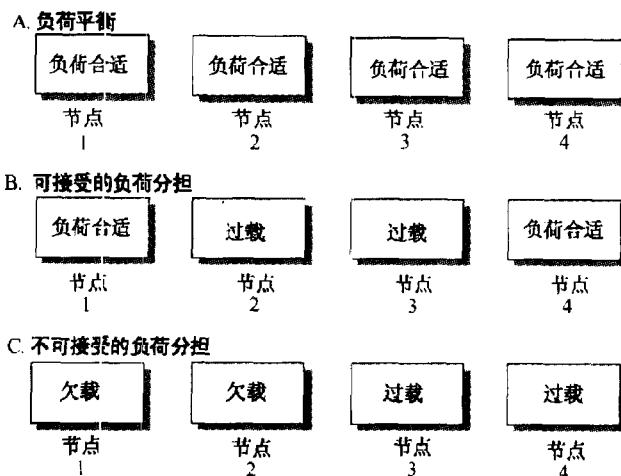 A. 负荷平衡
负荷合适 负荷合适 负荷合适 负荷合适
节点 节点 节点 节点
1 2 3 4
B. 可接受的负荷分担
负荷合适 过载 过载 负荷合适
节点 节点 节点 节点
1 2 3 4
C. 不可接受的负荷分担
欠载 欠载 过载 过载
节点 节点 节点 节点
1 2 3 4